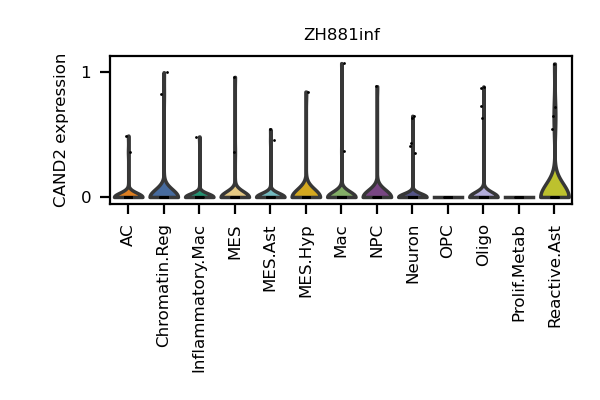 ZH881inf
CAND2 expression
1
0
AC
Chromatin.Reg
Inflammatory.Mac
MES
MES.Ast
MES.Hyp
Mac
NPC
Neuron
OPC
Oligo
Prolif.Metab
Reactive.Ast